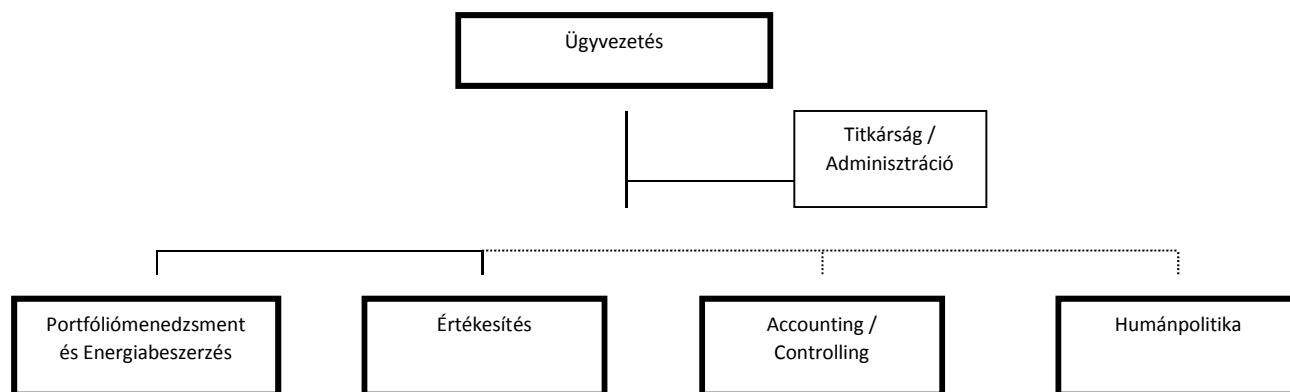 Ügyvezetés
Titkárság /
Adminisztráció
Portfóliómenedzsment
és Energiabeszerzés
Értékesítés
Accounting /
Controlling
Humánpolitika